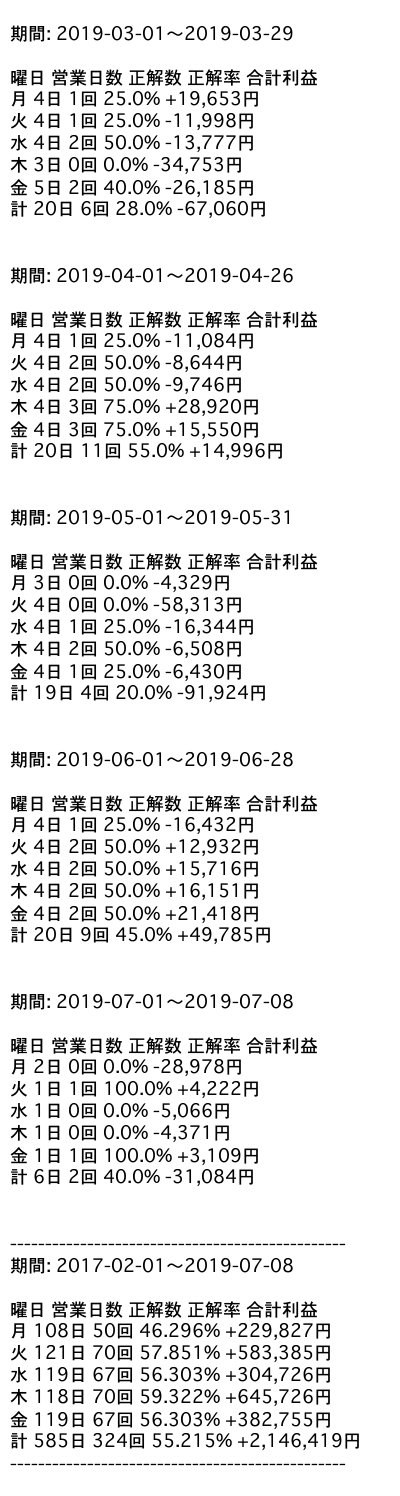 期間: 2019-03-01～2019-03-29
曜日 営業日数 正解数 正解率 合計利益
月 4日 1回 25.0% +19,653円
火 4日 1回 25.0% -11,998円
水 4日 2回 50.0% -13,777円
木 3日 0回 0.0% -34,753円
金 5日 2回 40.0% -26,185円
計 20日 6回 28.0% -67,060円
期間: 2019-04-01～2019-04-26
曜日 営業日数 正解数 正解率 合計利益
月 4日 1回 25.0% -11,084円
火 4日 2回 50.0% -8,644円
水 4日 2回 50.0% -9,746円
木 4日 3回 75.0% +28,920円
金 4日 3回 75.0% +15,550円
計 20日 11回 55.0% +14,996円
期間: 2019-05-01～2019-05-31
曜日 営業日数 正解数 正解率 合計利益
月 3日 0回 0.0% -4,329円
火 4日 0回 0.0% -58,313円
水 4日 1回 25.0% -16,344円
木 4日 2回 50.0% -6,508円
金 4日 1回 25.0% -6,430円
計 19日 4回 20.0% -91,924円
期間: 2019-06-01～2019-06-28
曜日 営業日数 正解数 正解率 合計利益
月 4日 1回 25.0% -16,432円
火 4日 2回 50.0% +12,932円
水 4日 2回 50.0% +15,716円
木 4日 2回 50.0% +16,151円
金 4日 2回 50.0% +21,418円
計 20日 9回 45.0% +49,785円
期間: 2019-07-01～2019-07-08
曜日 営業日数 正解数 正解率 合計利益
月 2日 0回 0.0% -28,978円
火 1日 1回 100.0% +4,222円
水 1日 0回 0.0% -5,066円
木 1日 0回 0.0% -4,371円
金 1日 1回 100.0% +3,109円
計 6日 2回 40.0% -31,084円
------------------------------------------------
期間: 2017-02-01～2019-07-08
曜日 営業日数 正解数 正解率 合計利益
月 108日 50回 46.296% +229,827円
火 121日 70回 57.851% +583,385円
水 119日 67回 56.303% +304,726円
木 118日 70回 59.322% +645,726円
金 119日 67回 56.303% +382,755円
計 585日 324回 55.215% +2,146,419円
------------------------------------------------